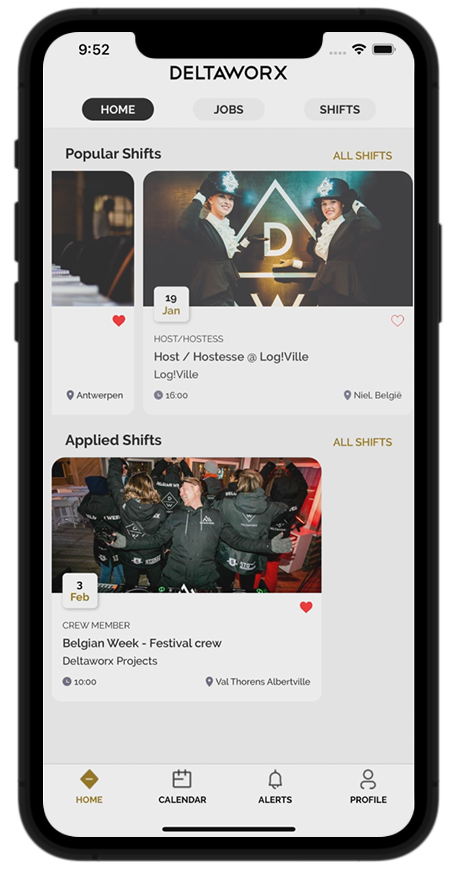 9:52
DELTAWORX
HOME
JOBS
SHIFTS
Popular Shifts
ALL SHIFTS
D
W
19
Jan
HOST/HOSTESS
Host / Hostesse @ Log!Ville
Log!Ville
Antwerpen
16:00
Niel, België
Applied Shifts
ALL SHIFTS
3
Feb
CREW MEMBER
Belgian Week - Festival crew
Deltaworx Projects
10:00
Val Thorens Albertville
HOME
CALENDAR
ALERTS
PROFILE